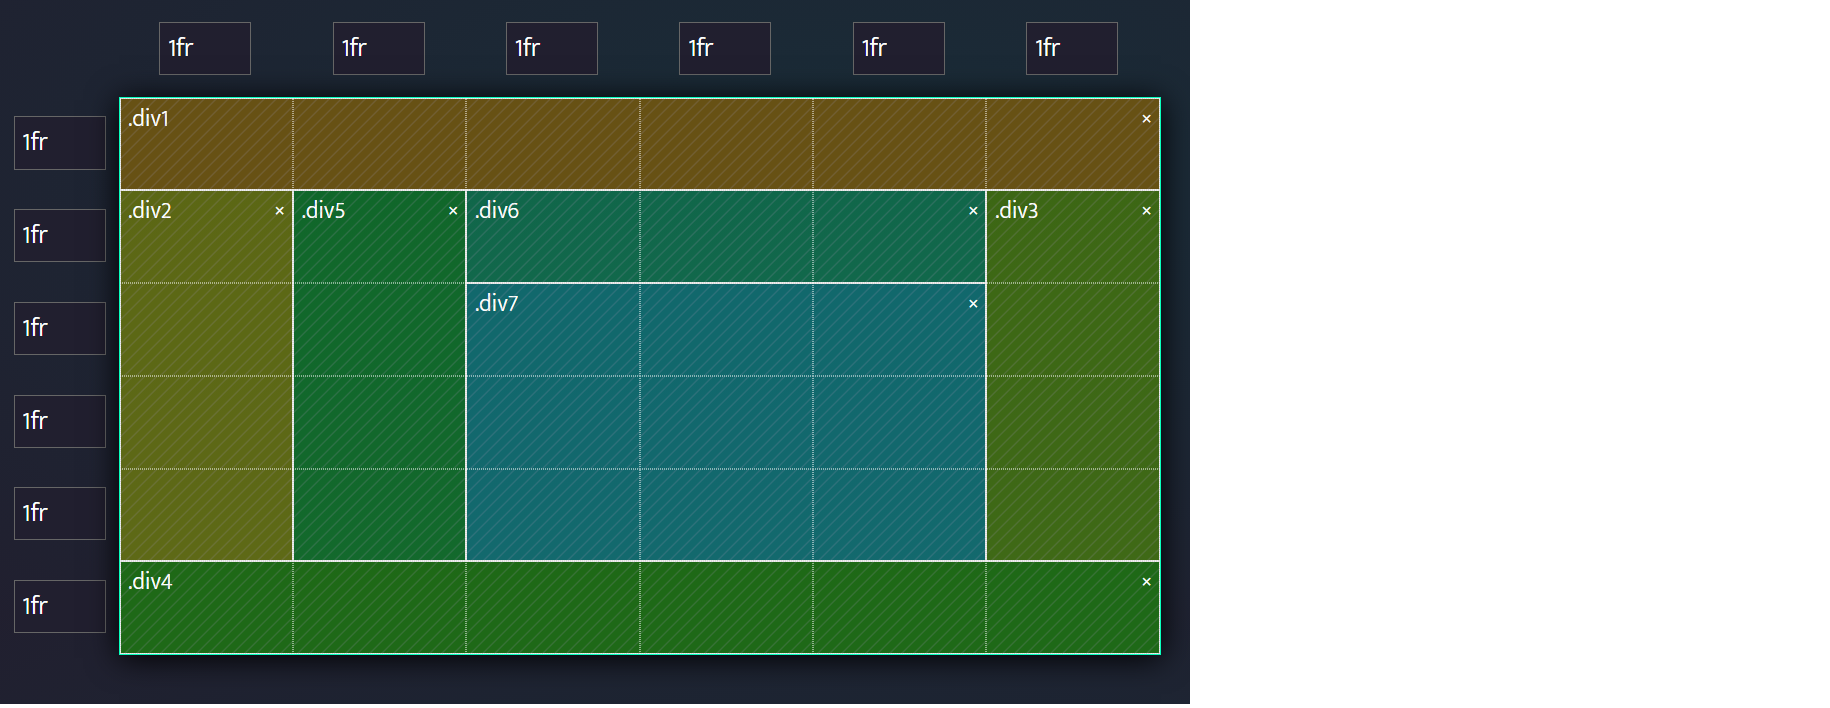 1fr 1fr 1fr 1fr 1fr 1fr
1fr
.div1 ×
1fr
.div2 × .div5 × .div6 × .div3 ×
1fr
.div7 ×
1fr
1fr
.div4 ×
1fr